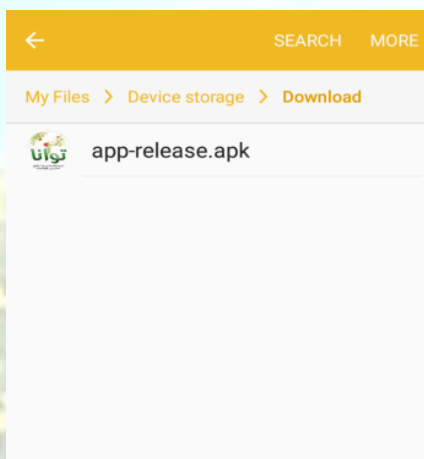 SEARCH MORE
My Files > Device storage > Download
توانا
app-release.apk